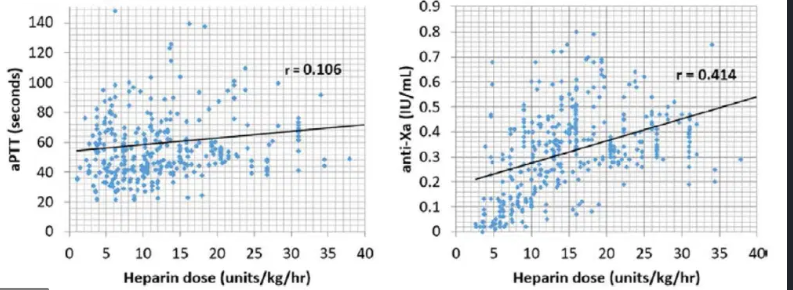 140
120
100
80
60
40
20
0
aPTT (seconds)
r = 0.106
0 5 10 15 20 25 30 35 40
Heparin dose (units/kg/hr)
0.9
0.8
0.7
0.6
0.5
0.4
0.3
0.2
0.1
0
anti-Xa (IU/mL)
r = 0.414
0 5 10 15 20 25 30 35 40
Heparin dose (units/kg/hr)